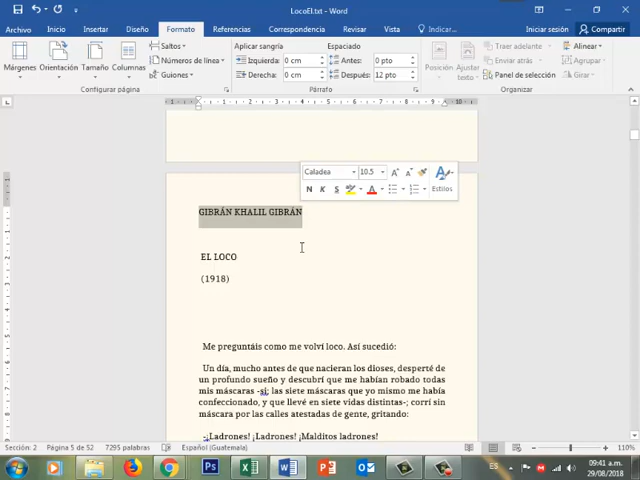 LocoEl.txt - Word
Archivo Inicio Insertar Diseño Formato Referencias Correspondencia Revisar Vista Indicar... Iniciar sesión Compartir
Márgenes Orientación Tamaño Columnas
Saltos
Números de línea
Guiones
Configurar página
Aplicar sangría
Izquierda: 0 cm
Derecha: 0 cm
Espaciado
Antes: 0 pto
Después: 12 pto
Párrafo
Posición Ajustar texto
Traer adelante
Enviar atrás
Panel de selección
Alinear
Agrupar
Girar
Organizar
Caladea 10.5
N K S Estilos
GIBRÁN KHALIL GIBRÁN
EL LOCO
(1918)
Me preguntáis como me volví loco. Así sucedió:
Un día, mucho antes de que nacieran los dioses, desperté de
un profundo sueño y descubrí que me habían robado todas
mis máscaras -si; las siete máscaras que yo mismo me había
confeccionado, y que llevé en siete vidas distintas-; corrí sin
máscara por las calles atestadas de gente, gritando:
-¡Ladrones! ¡Ladrones! ¡Malditos ladrones!
Sección: 2 Página 5 de 52 7295 palabras Español (Guatemala) 110%
ES 09:41 a.m.
29/08/2018